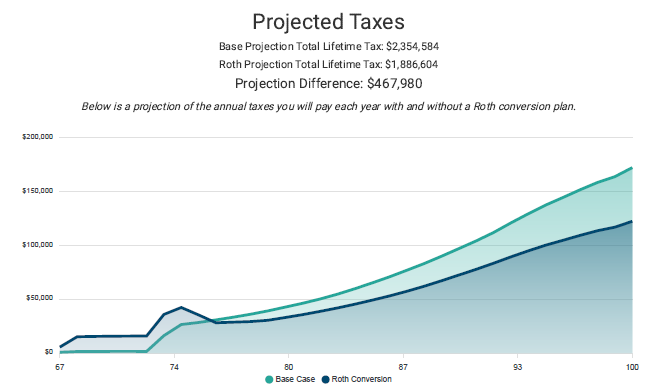 Projected Taxes
Base Projection Total Lifetime Tax: $2,354,584
Roth Projection Total Lifetime Tax: $1,886,604
Projection Difference: $467,980
Below is a projection of the annual taxes you will pay each year with and without a Roth conversion plan.
$200,000
$150,000
$100,000
$50,000
$0
67 74 80 87 93 100
Base Case Roth Conversion